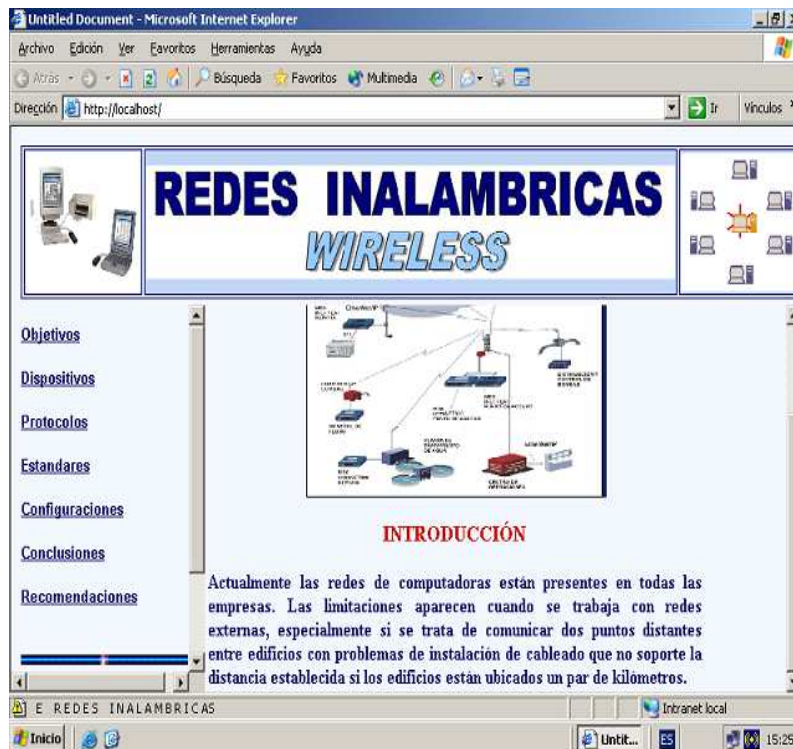 Untitled Document - Microsoft Internet Explorer
Archivo Edición Ver Favoritos Herramientas Ayuda
Atrás Búsqueda Favoritos Multimedia
Dirección http://localhost/ Ir Vínculos
REDES INALAMBRICAS
WIRELESS
Objetivos
Dispositivos
Protocolos
Estandares
Configuraciones
Conclusiones
Recomendaciones
INTRODUCCIÓN
Actualmente las redes de computadoras están presentes en todas las
empresas. Las limitaciones aparecen cuando se trabaja con redes
externas, especialmente si se trata de comunicar dos puntos distantes
entre edificios con problemas de instalación de cableado que no soporte la
distancia establecida si los edificios están ubicados un par de kilómetros.
E REDES INALAMBRICAS Intranet local
Inicio Untit... ES 15:25